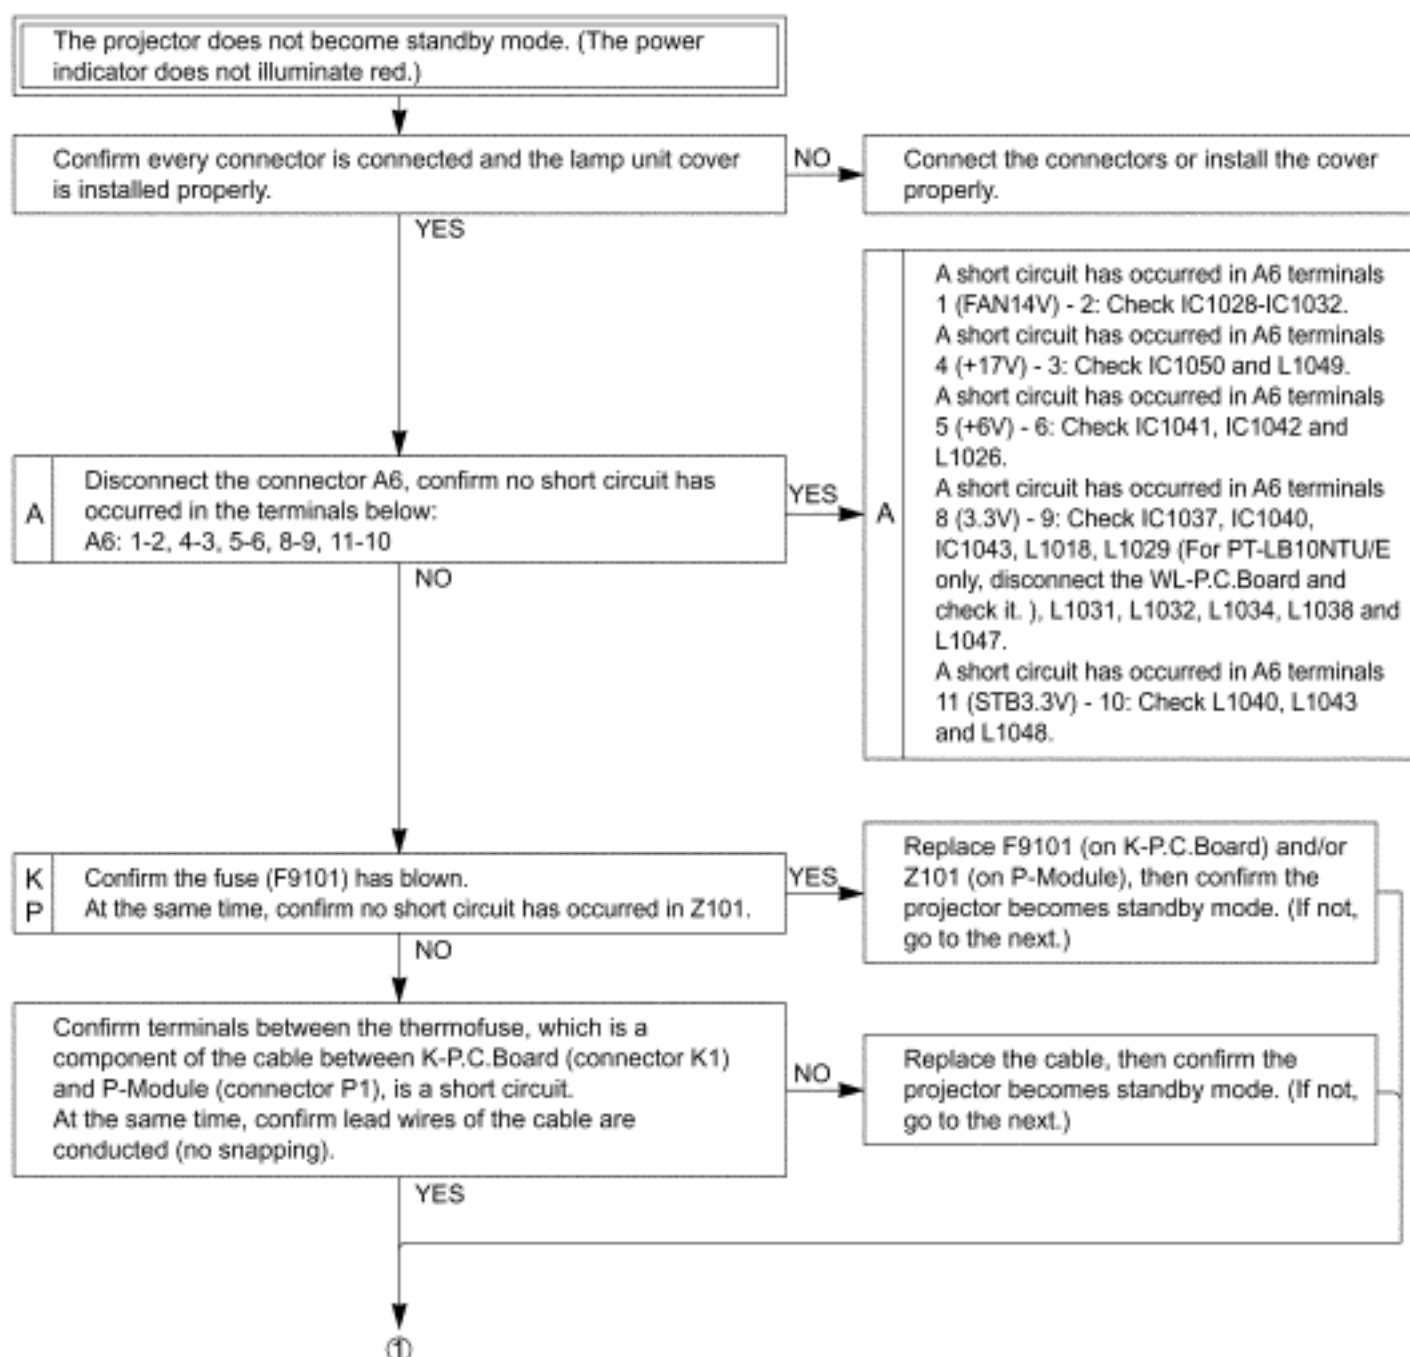 The projector does not become standby mode. (The power
indicator does not illuminate red.)
Confirm every connector is connected and the lamp unit cover
is installed properly.
NO
Connect the connectors or install the cover
properly.
YES
A
Disconnect the connector A6, confirm no short circuit has
occurred in the terminals below:
A6: 1-2, 4-3, 5-6, 8-9, 11-10
YES
A
A short circuit has occurred in A6 terminals
1 (FAN14V) - 2: Check IC1028-IC1032.
A short circuit has occurred in A6 terminals
4 (+17V) - 3: Check IC1050 and L1049.
A short circuit has occurred in A6 terminals
5 (+6V) - 6: Check IC1041, IC1042 and
L1026.
A short circuit has occurred in A6 terminals
8 (3.3V) - 9: Check IC1037, IC1040,
IC1043, L1018, L1029 (For PT-LB10NTU/E
only, disconnect the WL-P.C.Board and
check it. ), L1031, L1032, L1034, L1038 and
L1047.
A short circuit has occurred in A6 terminals
11 (STB3.3V) - 10: Check L1040, L1043
and L1048.
NO
K
P
Confirm the fuse (F9101) has blown.
At the same time, confirm no short circuit has occurred in Z101.
YES
Replace F9101 (on K-P.C.Board) and/or
Z101 (on P-Module), then confirm the
projector becomes standby mode. (If not,
go to the next.)
NO
Confirm terminals between the thermofuse, which is a
component of the cable between K-P.C.Board (connector K1)
and P-Module (connector P1), is a short circuit.
At the same time, confirm lead wires of the cable are
conducted (no snapping).
NO
Replace the cable, then confirm the
projector becomes standby mode. (If not,
go to the next.)
YES
①